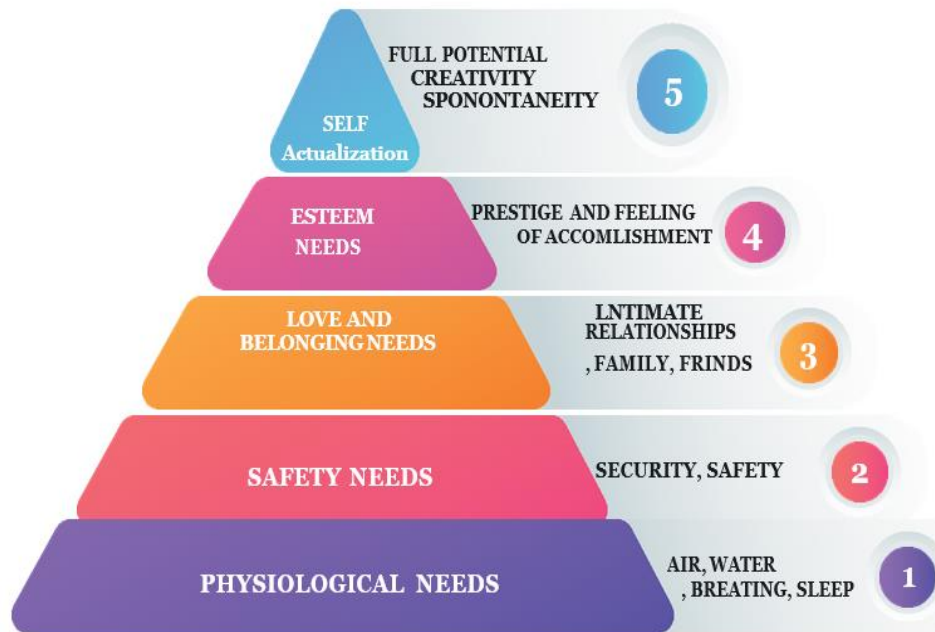 FULL POTENTIAL
CREATIVITY
SPONONTANEITY
5
SELF
Actualization
ESTEEM
NEEDS
PRESTIGE AND FEELING
OF ACCOMLISHMENT
4
LOVE AND
BELONGING NEEDS
LNTIMATE
RELATIONSHIPS
, FAMILY, FRINDS
3
SAFETY NEEDS
SECURITY, SAFETY
2
PHYSIOLOGICAL NEEDS
AIR, WATER
, BREATING, SLEEP
1